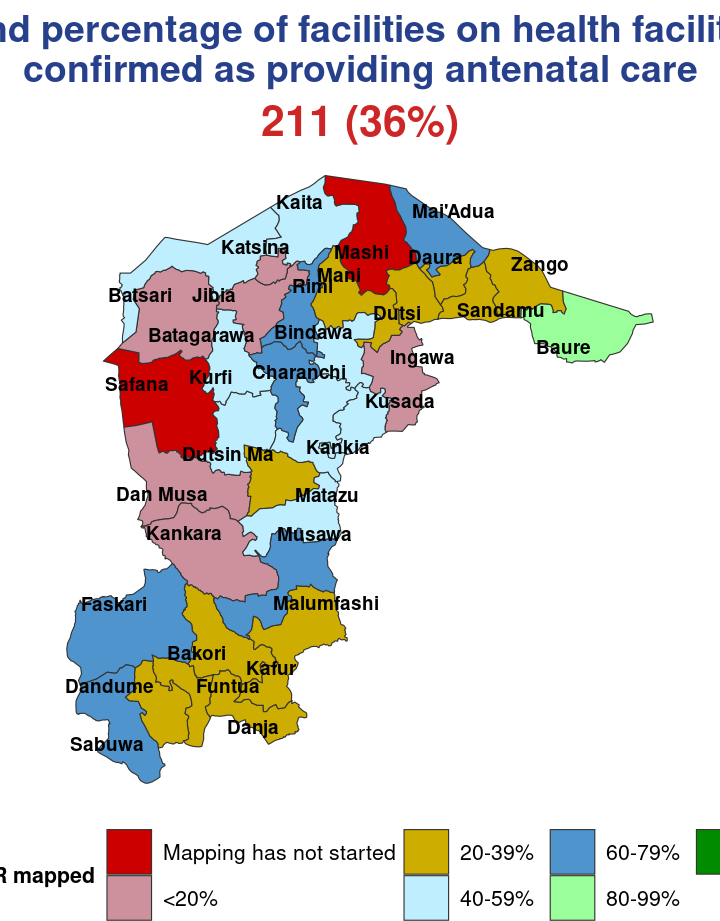 nd percentage of facilities on health facilit
confirmed as providing antenatal care
211 (36%)
Kaita
Mai'Adua
Katsina
Mashi
Daura
Zango
Mani
Rimi
Batsari
Jibia
Dutsi
Sandamu
Batagarawa
Bindawa
Baure
Ingawa
Safana
Kurfi
Charanchi
Kusada
Dutsin Ma
Kankia
Dan Musa
Matazu
Kankara
Musawa
Faskari
Malumfashi
Bakori
Kafur
Dandume
Funtua
Danja
Sabuwa
R mapped
Mapping has not started
20-39%
60-79%
<20%
40-59%
80-99%